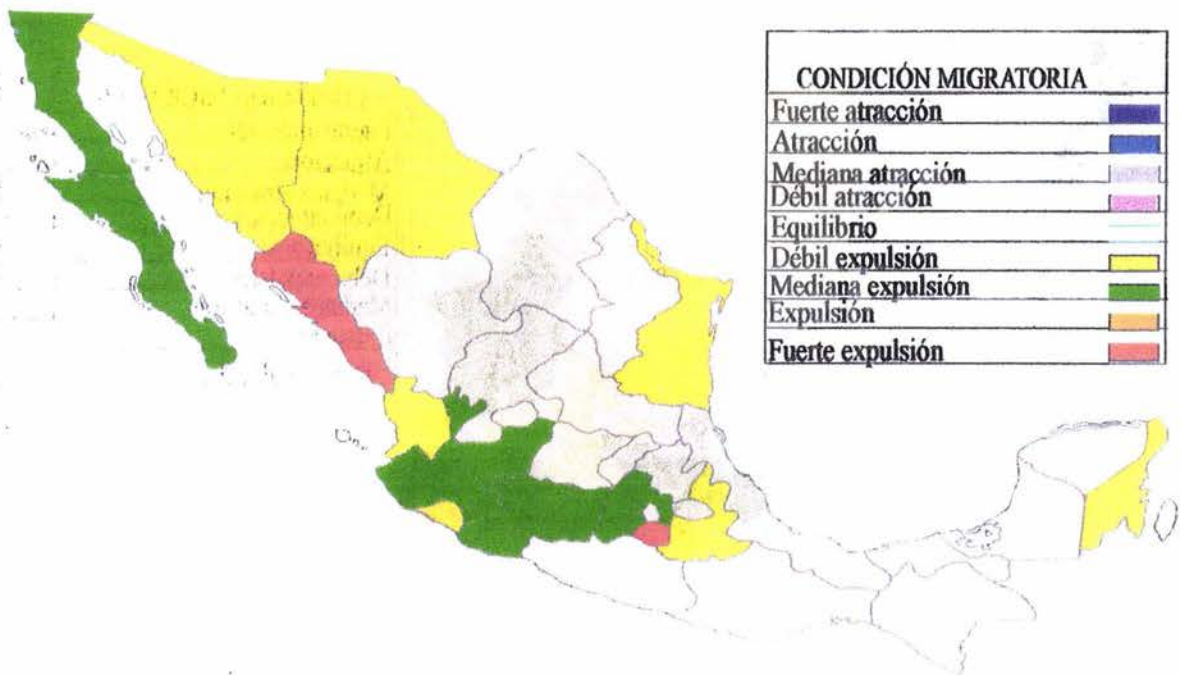 CONDICIÓN MIGRATORIA
Fuerte atracción
Atracción
Mediana atracción
Débil atracción
Equilibrio
Débil expulsión
Mediana expulsión
Expulsión
Fuerte expulsión